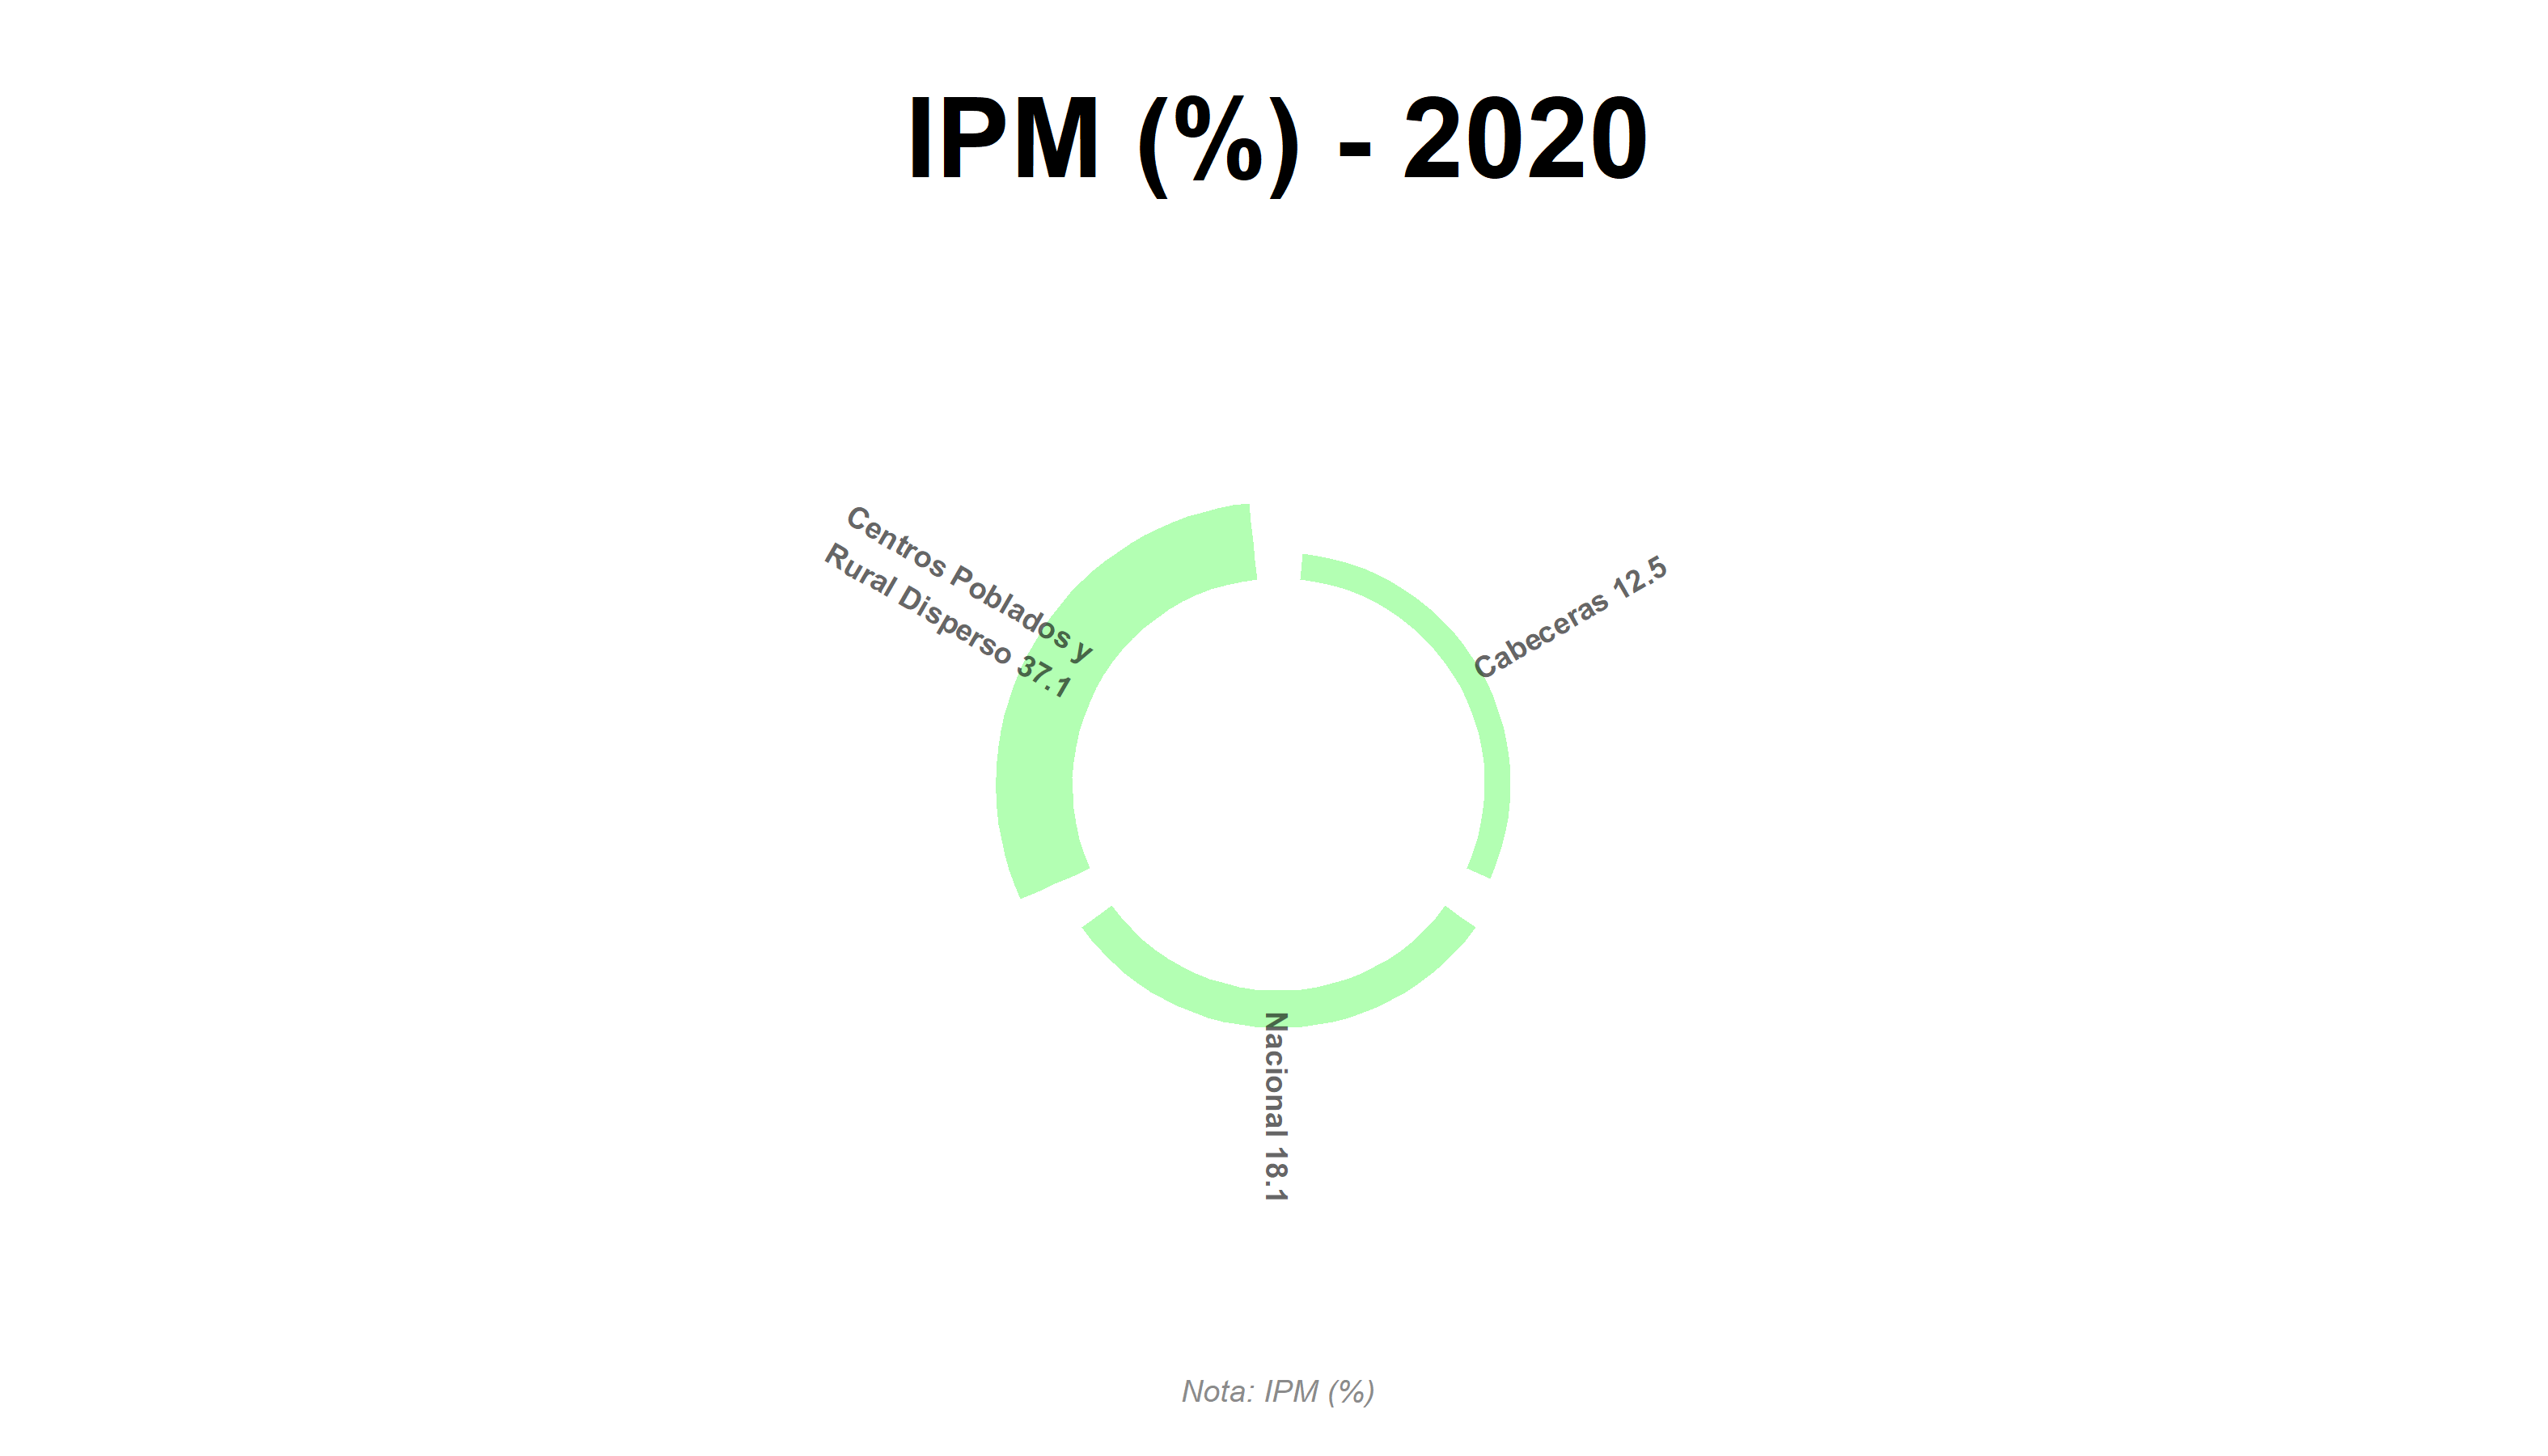 IPM (%) - 2020
Centros Poblados y
Rural Disperso 37.1
Cabeceras 12.5
Nacional 18.1
Nota: IPM (%)